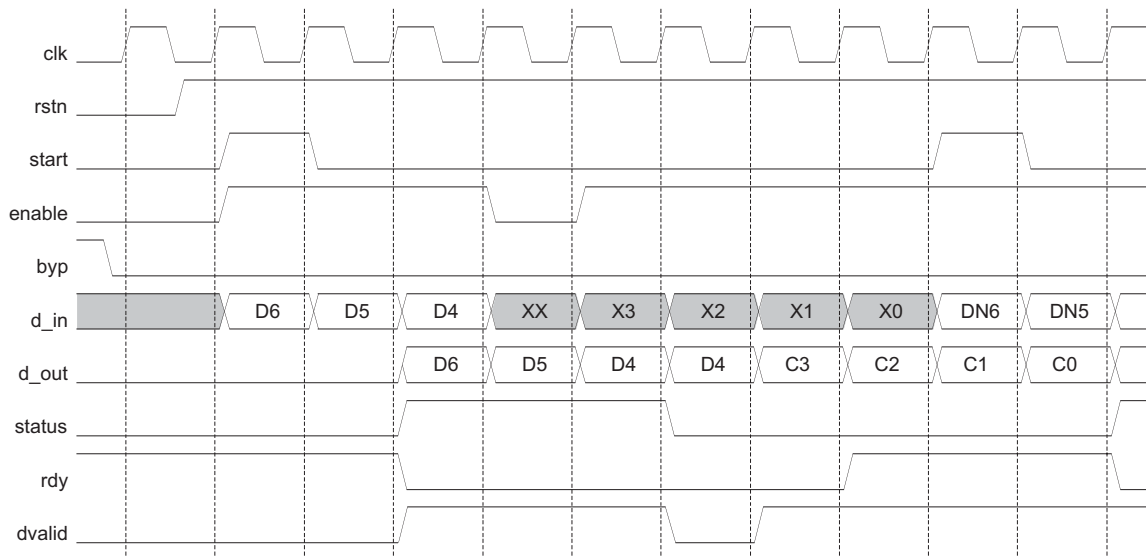 clk
rstn
start
enable
byp
d_in D6 D5 D4 XX X3 X2 X1 X0 DN6 DN5
d_out D6 D5 D4 D4 C3 C2 C1 C0
status
rdy
dvalid